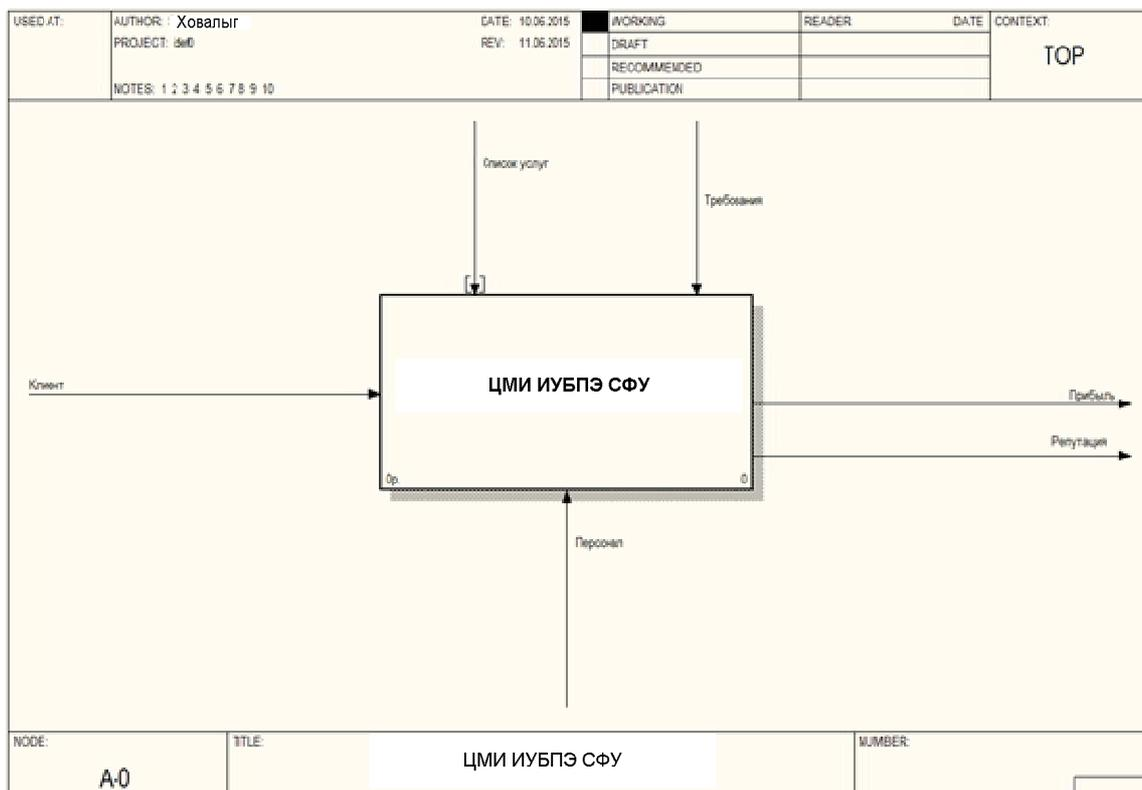 USED AT:
AUTHOR: Ховалыг
DATE: 10.06.2015
PROJECT: def0
REV: 11.06.2015
NOTES: 1 2 3 4 5 6 7 8 9 10
WORKING
DRAFT
RECOMMENDED
PUBLICATION
READER DATE
CONTEXT:
TOP
Список услуг
Требования
Клиент
ЦМИ ИУБПЭ СФУ
Прибыль
Репутация
0р.
0
Персонал
NODE:
A-0
TITLE:
ЦМИ ИУБПЭ СФУ
NUMBER: